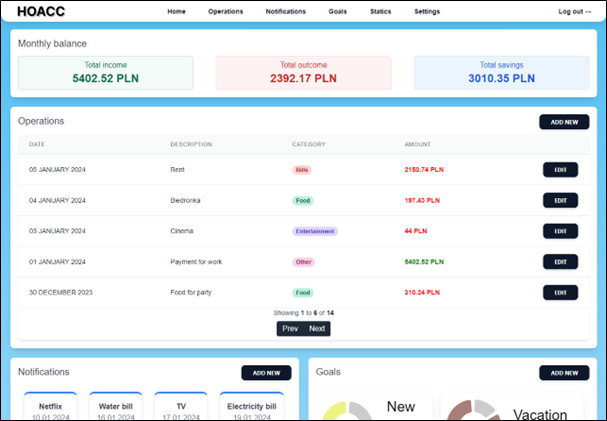 HOACC Home Operations Notifications Goals Statics Settings Log out →
Monthly balance
Total income Total outcome Total savings
5402.52 PLN 2392.17 PLN 3010.35 PLN
Operations ADD NEW
DATE DESCRIPTION CATEGORY AMOUNT
05 JANUARY 2024 Rent Bills 2150.74 PLN EDIT
04 JANUARY 2024 Biedronka Food 197.43 PLN EDIT
03 JANUARY 2024 Cinema Entertainment 44 PLN EDIT
01 JANUARY 2024 Payment for work Other 5402.52 PLN EDIT
30 DECEMBER 2023 Food for party Food 310.24 PLN EDIT
Showing 1 to 6 of 14
Prev Next
Notifications ADD NEW Goals ADD NEW
Netflix Water bill TV Electricity bill New Vacation
10.01.2024 16.01.2024 17.01.2024 19.01.2024